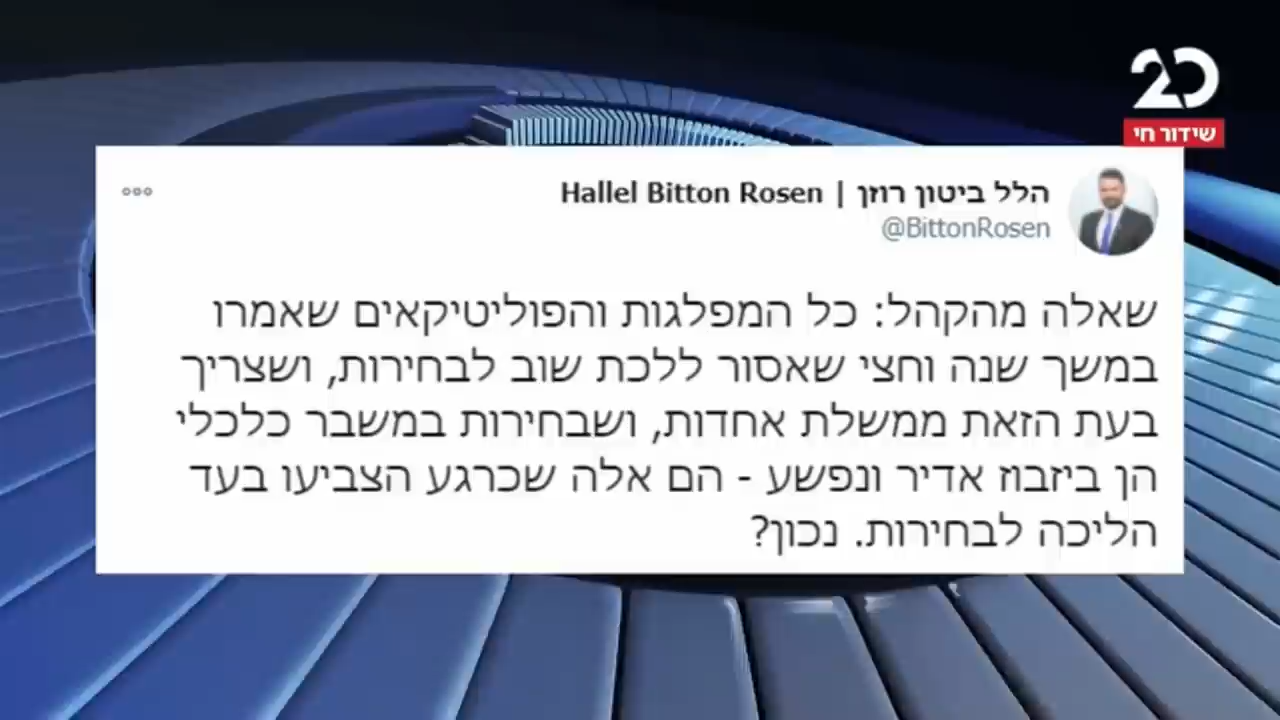 20
שידור חי
הלל ביטון רוזן | Hallel Bitton Rosen
@BittonRosen
שאלה מהקהל: כל המפלגות והפוליטיקאים שאמרו
במשך שנה וחצי שאסור ללכת שוב לבחירות, ושצריך
בעת הזאת ממשלת אחדות, ושבחירות במשבר כלכלי
הן ביזבוז אדיר ונפשע - הם אלה שכרגע הצביעו בעד
הליכה לבחירות. נכון?